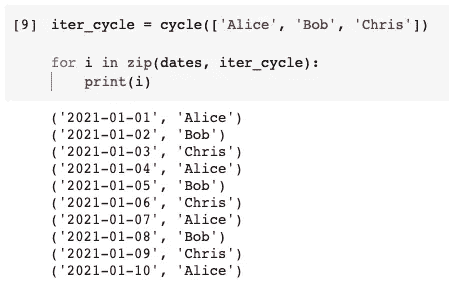 [9] iter_cycle = cycle(['Alice', 'Bob', 'Chris'])
for i in zip(dates, iter_cycle):
    print(i)
('2021-01-01', 'Alice')
('2021-01-02', 'Bob')
('2021-01-03', 'Chris')
('2021-01-04', 'Alice')
('2021-01-05', 'Bob')
('2021-01-06', 'Chris')
('2021-01-07', 'Alice')
('2021-01-08', 'Bob')
('2021-01-09', 'Chris')
('2021-01-10', 'Alice')